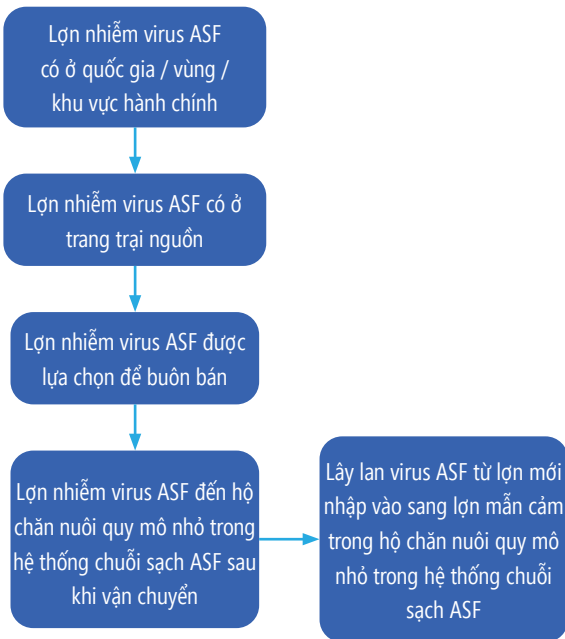 Lợn nhiễm virus ASF
có ở quốc gia / vùng /
khu vực hành chính
Lợn nhiễm virus ASF có ở
trang trại nguồn
Lợn nhiễm virus ASF được
lựa chọn để buôn bán
Lợn nhiễm virus ASF đến hộ
chăn nuôi quy mô nhỏ trong
hệ thống chuỗi sạch ASF sau
khi vận chuyển
Lây lan virus ASF từ lợn mới
nhập vào sang lợn mẫn cảm
trong hộ chăn nuôi quy mô
nhỏ trong hệ thống chuỗi
sạch ASF